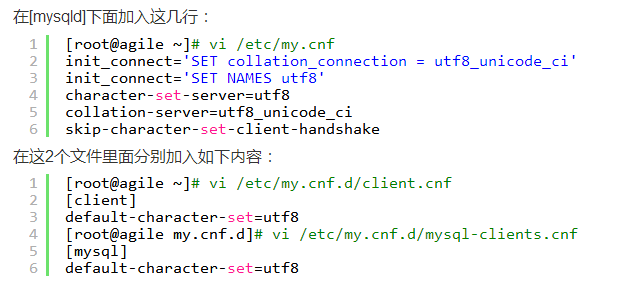 在[mysqld]下面加入这几行：
1 [root@agile ~]# vi /etc/my.cnf
2 init_connect='SET collation_connection = utf8_unicode_ci'
3 init_connect='SET NAMES utf8'
4 character-set-server=utf8
5 collation-server=utf8_unicode_ci
6 skip-character-set-client-handshake
在这2个文件里面分别加入如下内容：
1 [root@agile ~]# vi /etc/my.cnf.d/client.cnf
2 [client]
3 default-character-set=utf8
4 [root@agile my.cnf.d]# vi /etc/my.cnf.d/mysql-clients.cnf
5 [mysql]
6 default-character-set=utf8